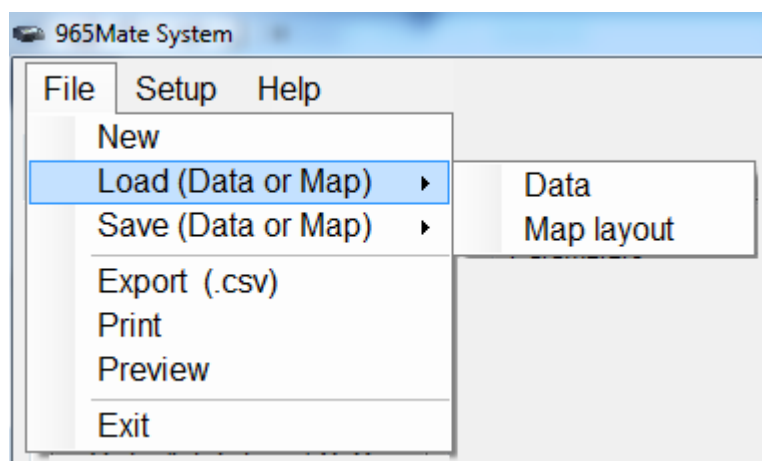 965Mate System
File Setup Help
New
Load (Data or Map)
Data
Save (Data or Map)
Map layout
Export (.csv)
Print
Preview
Exit